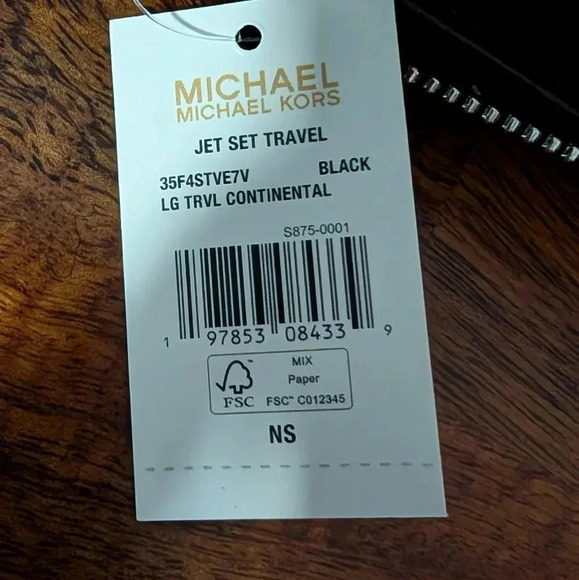 MICHAEL
MICHAEL KORS
JET SET TRAVEL
35F4STVE7V BLACK
LG TRVL CONTINENTAL
S875-0001
1 97853 08433 9
FSC™
MIX
Paper
FSC™ C012345
NS